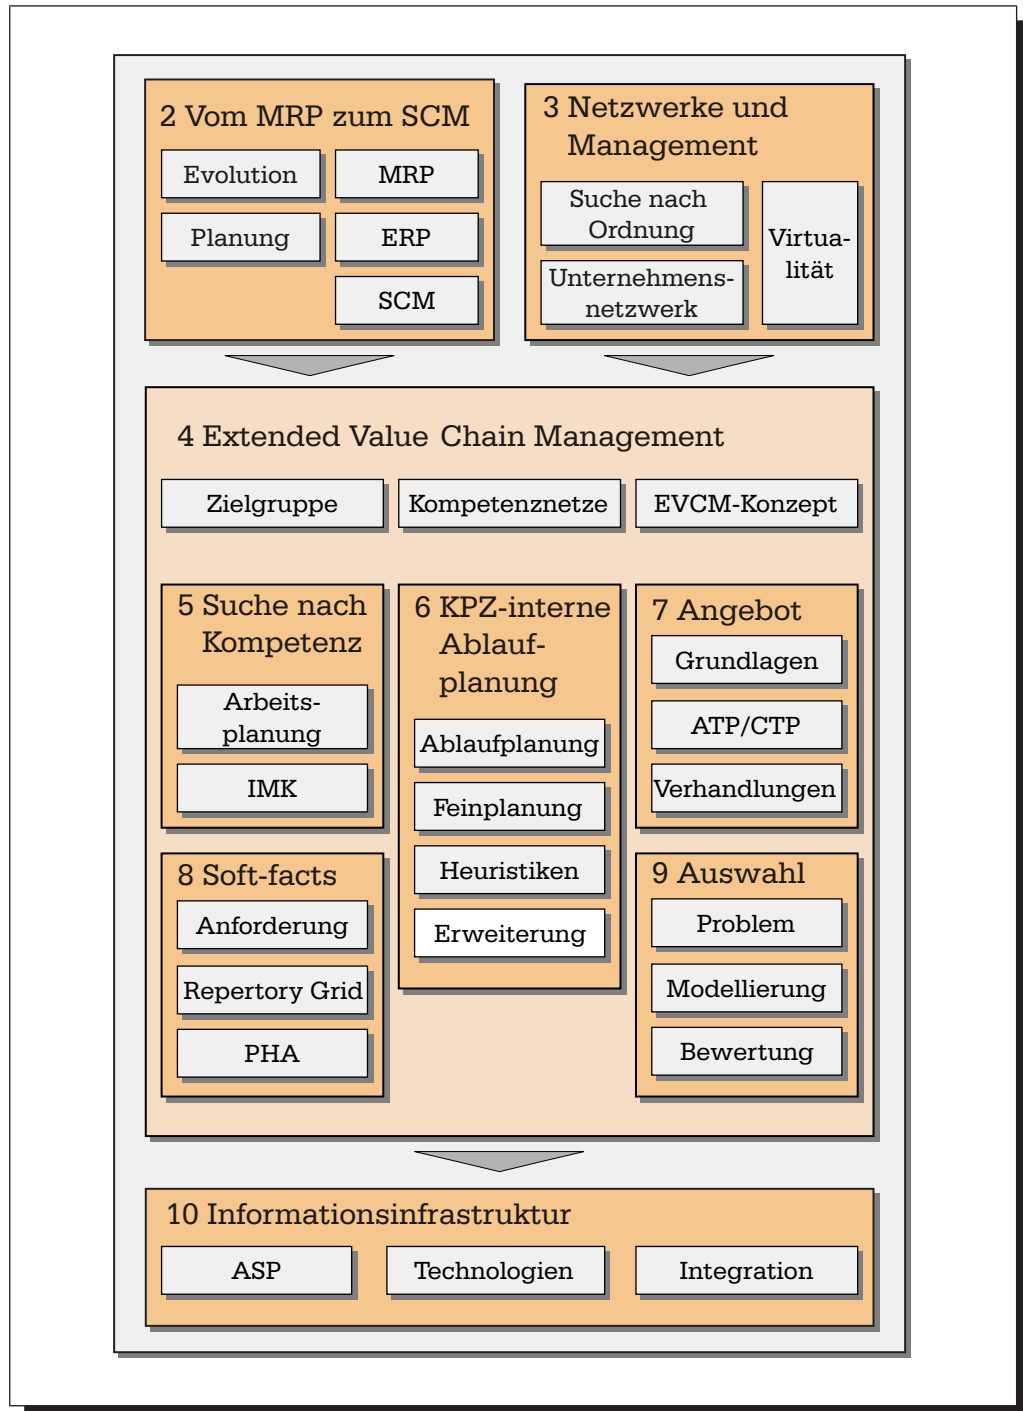 2 Vom MRP zum SCM
Evolution
MRP
Planung
ERP
SCM
3 Netzwerke und
Management
Suche nach
Ordnung
Unternehmens-
netzwerk
Virtua-
lität
4 Extended Value Chain Management
Zielgruppe
Kompetenznetze
EVCM-Konzept
5 Suche nach
Kompetenz
Arbeits-
planung
IMK
6 KPZ-interne
Ablauf-
planung
Ablaufplanung
Feinplanung
Heuristiken
Erweiterung
7 Angebot
Grundlagen
ATP/CTP
Verhandlungen
8 Soft-facts
Anforderung
Repertory Grid
PHA
9 Auswahl
Problem
Modellierung
Bewertung
10 Informationsinfrastruktur
ASP
Technologien
Integration